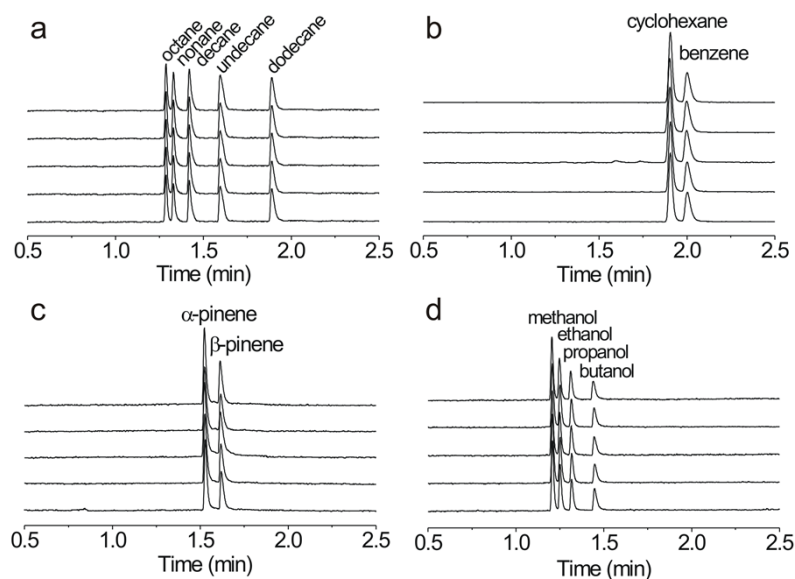 a
octane
nonane
decane
undecane
dodecane
0.5 1.0 1.5 2.0 2.5
Time (min)
b
cyclohexane
benzene
0.5 1.0 1.5 2.0 2.5
Time (min)
c
α-pinene
β-pinene
0.5 1.0 1.5 2.0 2.5
Time (min)
d
methanol
ethanol
propanol
butanol
0.5 1.0 1.5 2.0 2.5
Time (min)